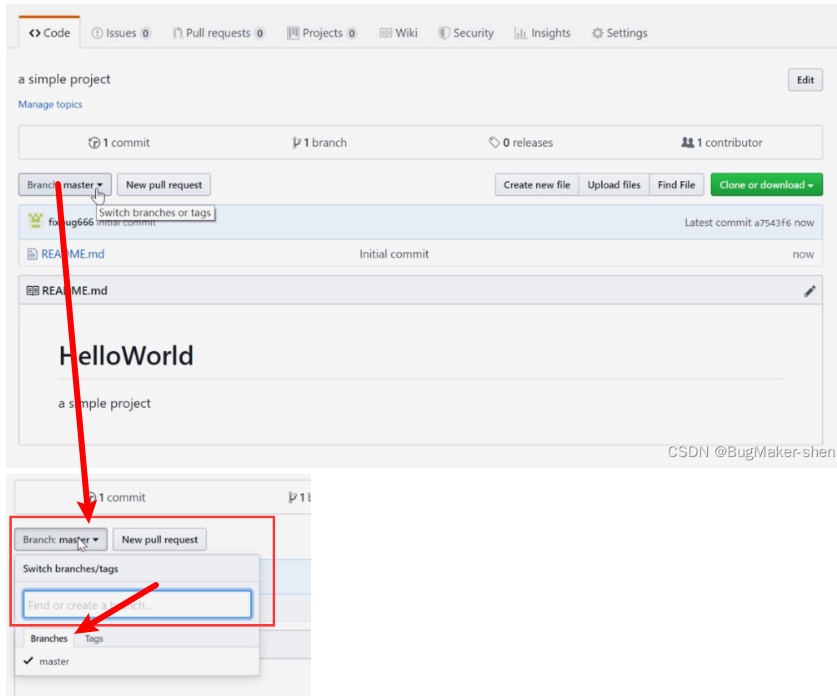 Code Issues 0 Pull requests 0 Projects 0 Wiki Security Insights Settings
a simple project
Edit
Manage topics
1 commit 1 branch 0 releases 1 contributor
Branch: master New pull request Create new file Upload files Find File Clone or download
Switch branches or tags
fixbug666 Initial commit Latest commit a7543f6 now
README.md Initial commit now
README.md
HelloWorld
a simple project
CSDN @BugMaker-shen
1 commit 1
Branch: master New pull request
Switch branches/tags
Find or create a branch...
Branches Tags
master